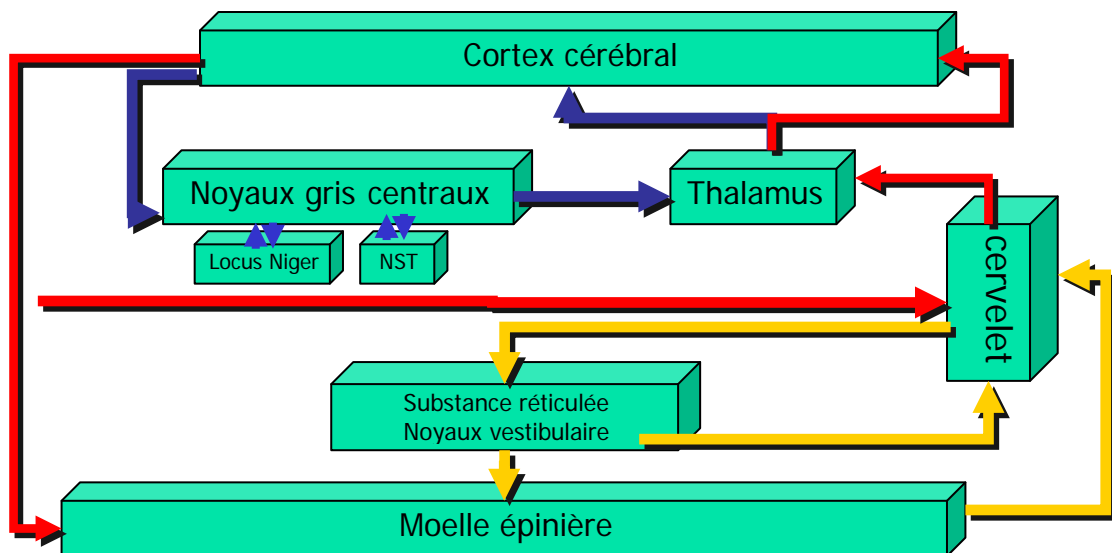 Cortex cérébral
Noyaux gris centraux
Thalamus
Locus Niger
NST
cervelet
Substance réticulée
Noyaux vestibulaire
Moelle épinière